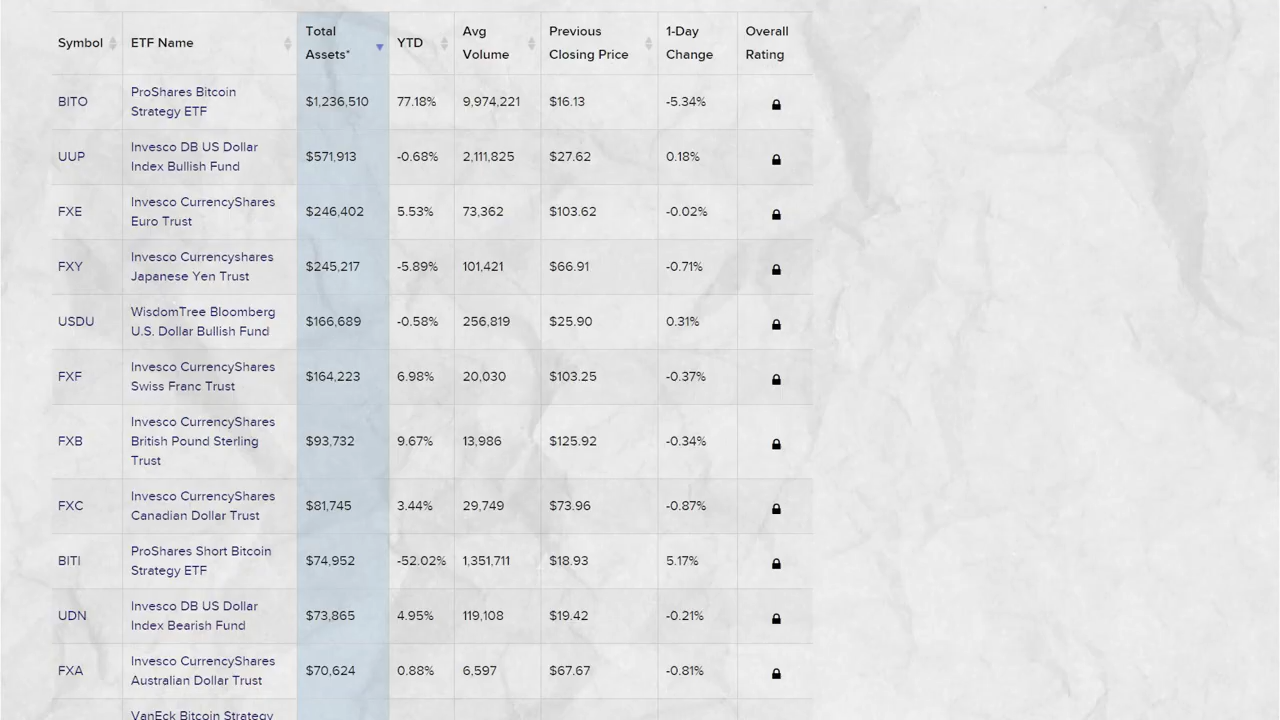 Symbol ETF Name Total Assets* YTD Avg Volume Previous Closing Price 1-Day Change Overall Rating
BITO ProShares Bitcoin Strategy ETF $1,236,510 77.18% 9,974,221 $16.13 -5.34%
UUP Invesco DB US Dollar Index Bullish Fund $571,913 -0.68% 2,111,825 $27.62 0.18%
FXE Invesco CurrencyShares Euro Trust $246,402 5.53% 73,362 $103.62 -0.02%
FXY Invesco Currencyshares Japanese Yen Trust $245,217 -5.89% 101,421 $66.91 -0.71%
USDU WisdomTree Bloomberg U.S. Dollar Bullish Fund $166,689 -0.58% 256,819 $25.90 0.31%
FXF Invesco CurrencyShares Swiss Franc Trust $164,223 6.98% 20,030 $103.25 -0.37%
FXB Invesco CurrencyShares British Pound Sterling Trust $93,732 9.67% 13,986 $125.92 -0.34%
FXC Invesco CurrencyShares Canadian Dollar Trust $81,745 3.44% 29,749 $73.96 -0.87%
BITI ProShares Short Bitcoin Strategy ETF $74,952 -52.02% 1,351,711 $18.93 5.17%
UDN Invesco DB US Dollar Index Bearish Fund $73,865 4.95% 119,108 $19.42 -0.21%
FXA Invesco CurrencyShares Australian Dollar Trust $70,624 0.88% 6,597 $67.67 -0.81%
VanEck Bitcoin Strategy